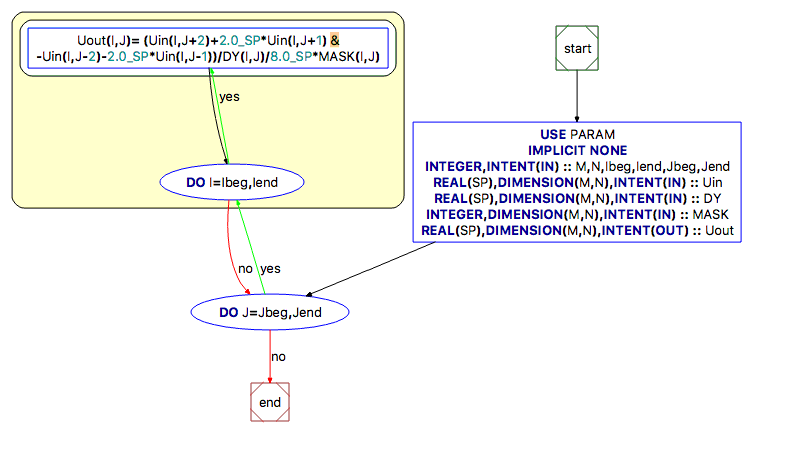 Uout(I,J)= (Uin(I,J+2)+2.0_SP*Uin(I,J+1) &
-Uin(I,J-2)-2.0_SP*Uin(I,J-1))/DY(I,J)/8.0_SP*MASK(I,J)
yes
DO I=Ibeg,Iend
no yes
DO J=Jbeg,Jend
no
end
start
USE PARAM
IMPLICIT NONE
INTEGER,INTENT(IN) :: M,N,Ibeg,Iend,Jbeg,Jend
REAL(SP),DIMENSION(M,N),INTENT(IN) :: Uin
REAL(SP),DIMENSION(M,N),INTENT(IN) :: DY
INTEGER,DIMENSION(M,N),INTENT(IN) :: MASK
REAL(SP),DIMENSION(M,N),INTENT(OUT) :: Uout